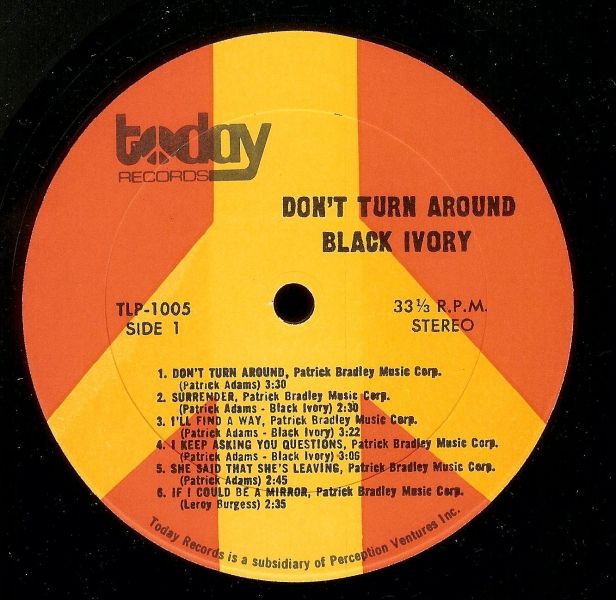 today
RECORDS
DON'T TURN AROUND
BLACK IVORY
TLP-1005
SIDE 1
33⅓ R.P.M.
STEREO
1. DON'T TURN AROUND, Patrick Bradley Music Corp.
(Patrick Adams) 3:30
2. SURRENDER, Patrick Bradley Music Corp.
(Patrick Adams - Black Ivory) 2:30
3. I'LL FIND A WAY, Patrick Bradley Music Corp.
(Patrick Adams - Black Ivory) 3:22
4. I KEEP ASKING YOU QUESTIONS, Patrick Bradley Music Corp.
(Patrick Adams - Black Ivory) 3:06
5. SHE SAID THAT SHE'S LEAVING, Patrick Bradley Music Corp.
(Patrick Adams) 2:45
6. IF I COULD BE A MIRROR, Patrick Bradley Music Corp.
(Leroy Burgess) 2:35
Today Records is a subsidiary of Perception Ventures Inc.